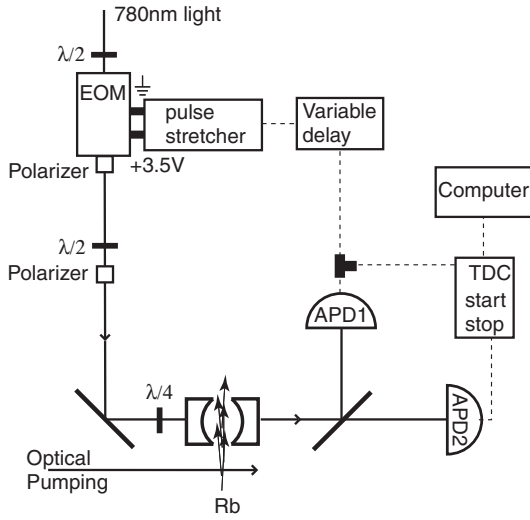 780nm light
λ/2
EOM
pulse
stretcher
Variable
delay
+3.5V
Polarizer
Computer
λ/2
Polarizer
TDC
start
stop
APD1
λ/4
APD2
Optical
Pumping
Rb